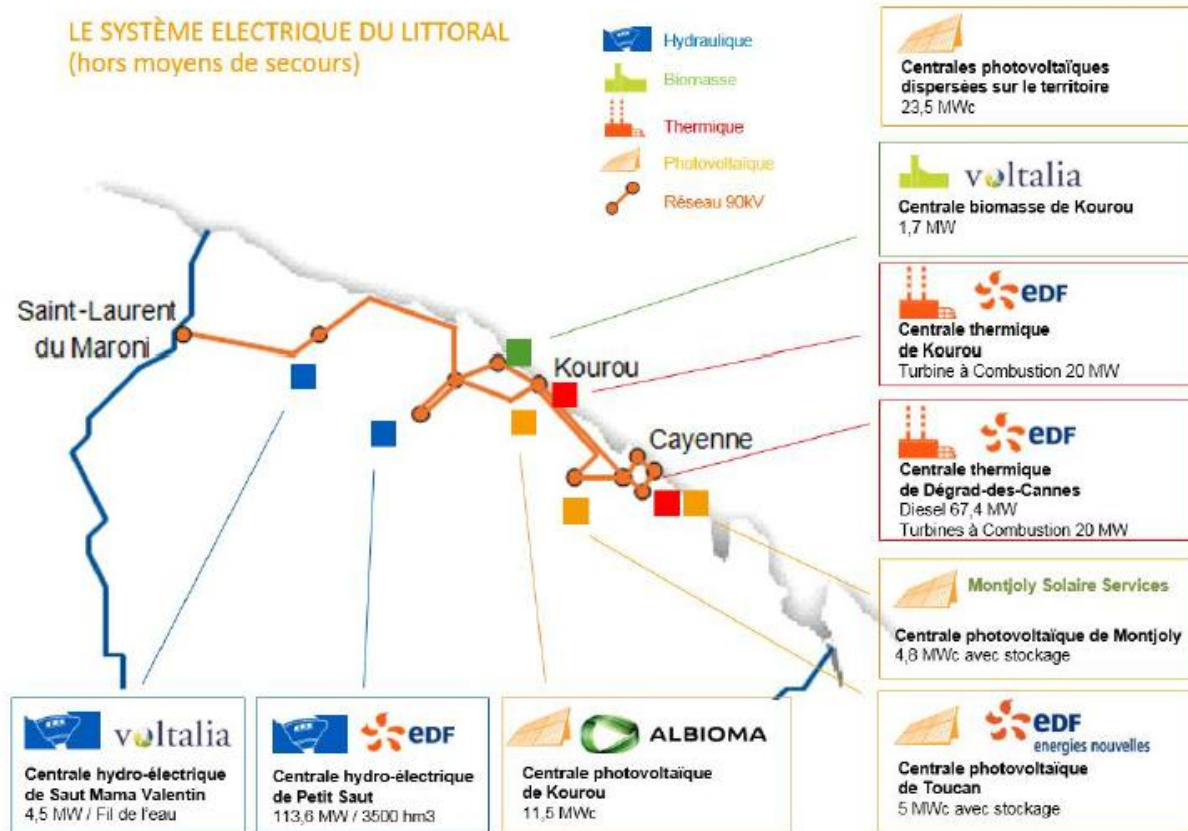 LE SYSTÈME ELECTRIQUE DU LITTORAL
(hors moyens de secours)
Hydraulique
Biomasse
Thermique
Photovoltaïque
Réseau 90kV
Centrales photovoltaïques
dispersées sur le territoire
23,5 MWc
voltalia
Centrale biomasse de Kourou
1,7 MW
eDF
Centrale thermique
de Kourou
Turbine à Combustion 20 MW
eDF
Centrale thermique
de Dégrad-des-Cannes
Diesel 67,4 MW
Turbines à Combustion 20 MW
Montjoly Solaire Services
Centrale photovoltaïque de Montjoly
4,8 MWc avec stockage
eDF
energies nouvelles
Centrale photovoltaïque
de Toucan
5 MWc avec stockage
Saint-Laurent
du Maroni
Kourou
Cayenne
voltalia
Centrale hydro-électrique
de Saut Mama Valentin
4,5 MW / Fil de l'eau
eDF
Centrale hydro-électrique
de Petit Saut
113,6 MW / 3500 hm3
ALBIOMA
Centrale photovoltaïque
de Kourou
11,5 MWc